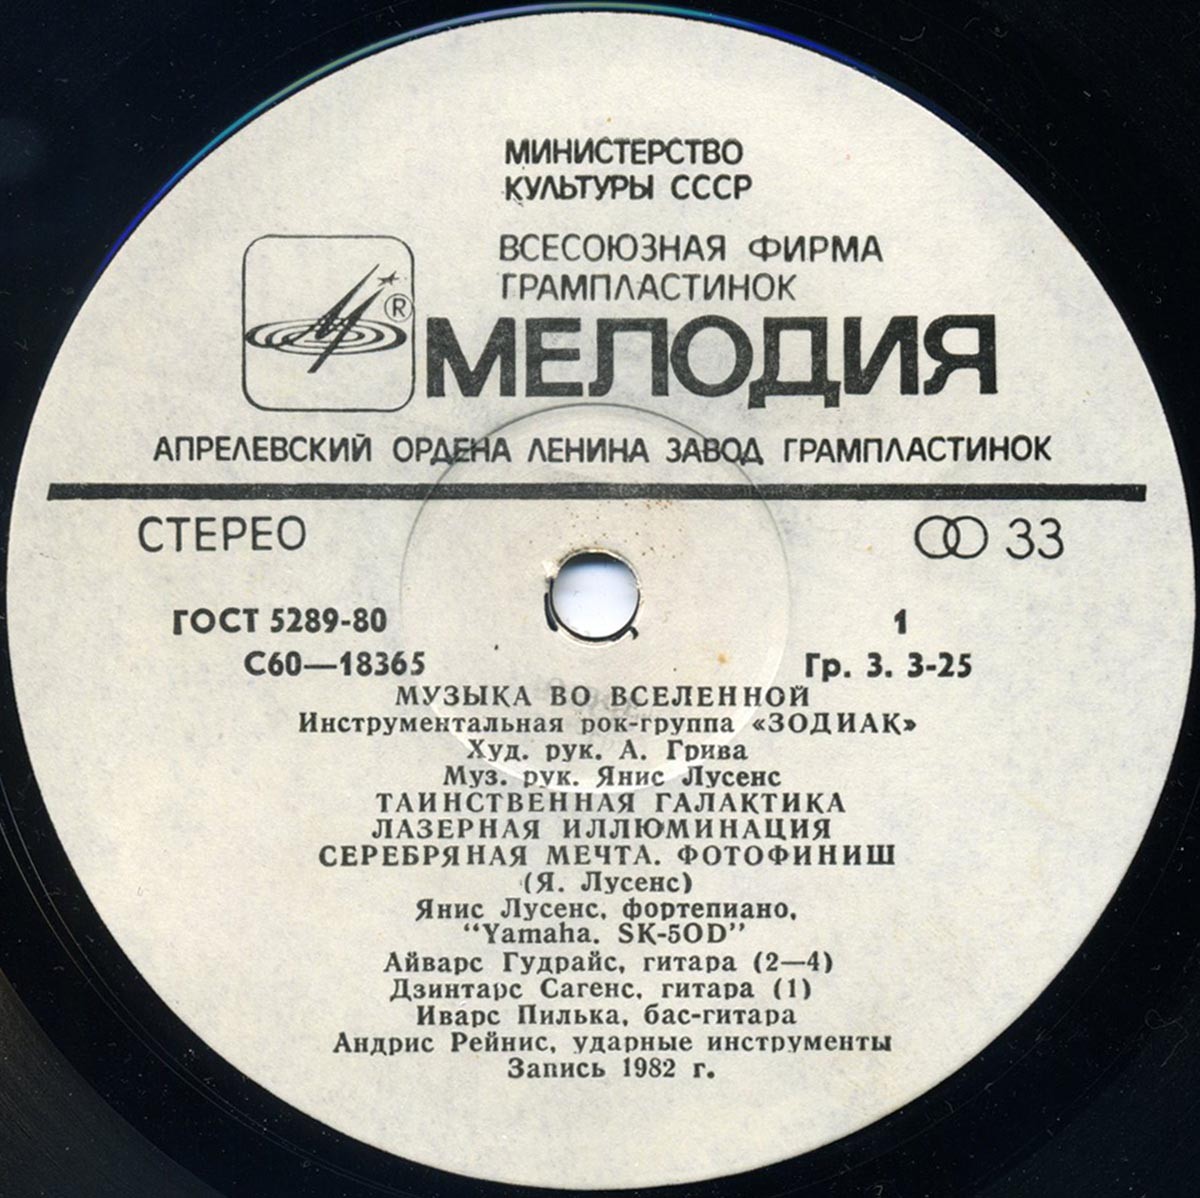 МИНИСТЕРСТВО
КУЛЬТУРЫ СССР
ВСЕСОЮЗНАЯ ФИРМА
ГРАМПЛАСТИНОК
®
МЕЛОДИЯ
АПРЕЛЕВСКИЙ ОРДЕНА ЛЕНИНА ЗАВОД ГРАМПЛАСТИНОК
СТЕРЕО 33
ГОСТ 5289-80 1
С60—18365 Гр. 3. 3-25
МУЗЫКА ВО ВСЕЛЕННОЙ
Инструментальная рок-группа «ЗОДИАК»
Худ. рук. А. Грива
Муз. рук. Янис Лусенс
ТАИНСТВЕННАЯ ГАЛАКТИКА
ЛАЗЕРНАЯ ИЛЛЮМИНАЦИЯ
СЕРЕБРЯНАЯ МЕЧТА. ФОТОФИНИШ
(Я. Лусенс)
Янис Лусенс, фортепиано,
"Yamaha. SK-50D"
Айварс Гудрайс, гитара (2—4)
Дзинтарс Сагенс, гитара (1)
Иварс Пилька, бас-гитара
Андрис Рейнис, ударные инструменты
Запись 1982 г.